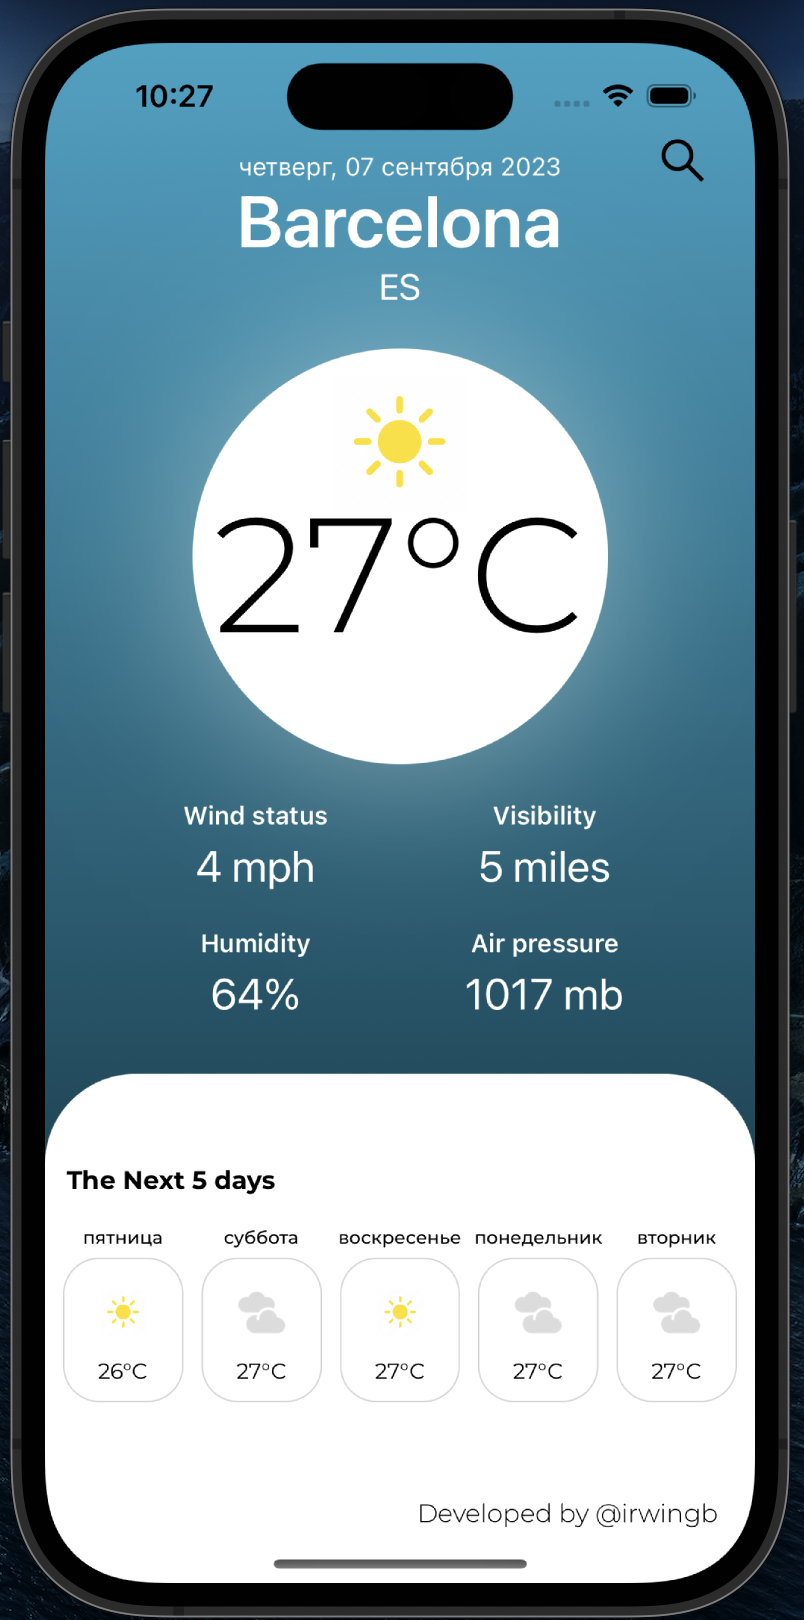 10:27
четверг, 07 сентября 2023
Barcelona
ES
27°C
Wind status Visibility
4 mph 5 miles
Humidity Air pressure
64% 1017 mb
The Next 5 days
пятница суббота воскресенье понедельник вторник
26°C 27°C 27°C 27°C 27°C
Developed by @irwingb